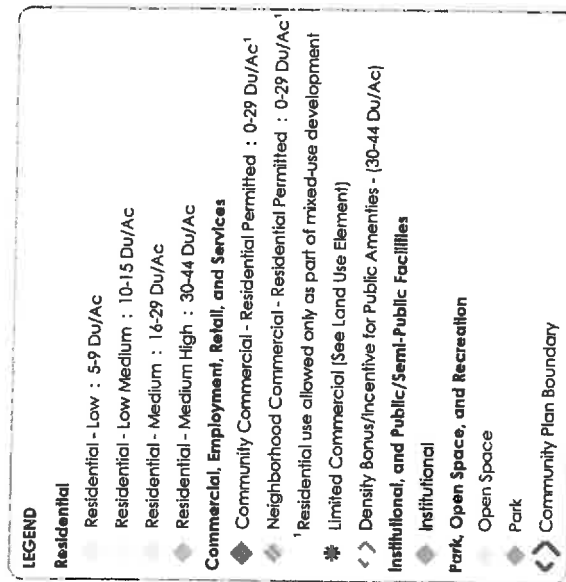 LEGEND
Residential
Residential - Low : 5-9 Du/Ac
Residential - Low Medium : 10-15 Du/Ac
Residential - Medium : 16-29 Du/Ac
Residential - Medium High : 30-44 Du/Ac
Commercial, Employment, Retail, and Services
Community Commercial - Residential Permitted : 0-29 Du/Ac¹
Neighborhood Commercial - Residential Permitted : 0-29 Du/Ac¹
¹ Residential use allowed only as part of mixed-use development
Limited Commercial (See Land Use Element)
Density Bonus/Incentive for Public Amenties - (30-44 Du/Ac)
Institutional, and Public/Semi-Public Facilities
Institutional
Park, Open Space, and Recreation
Open Space
Park
Community Plan Boundary